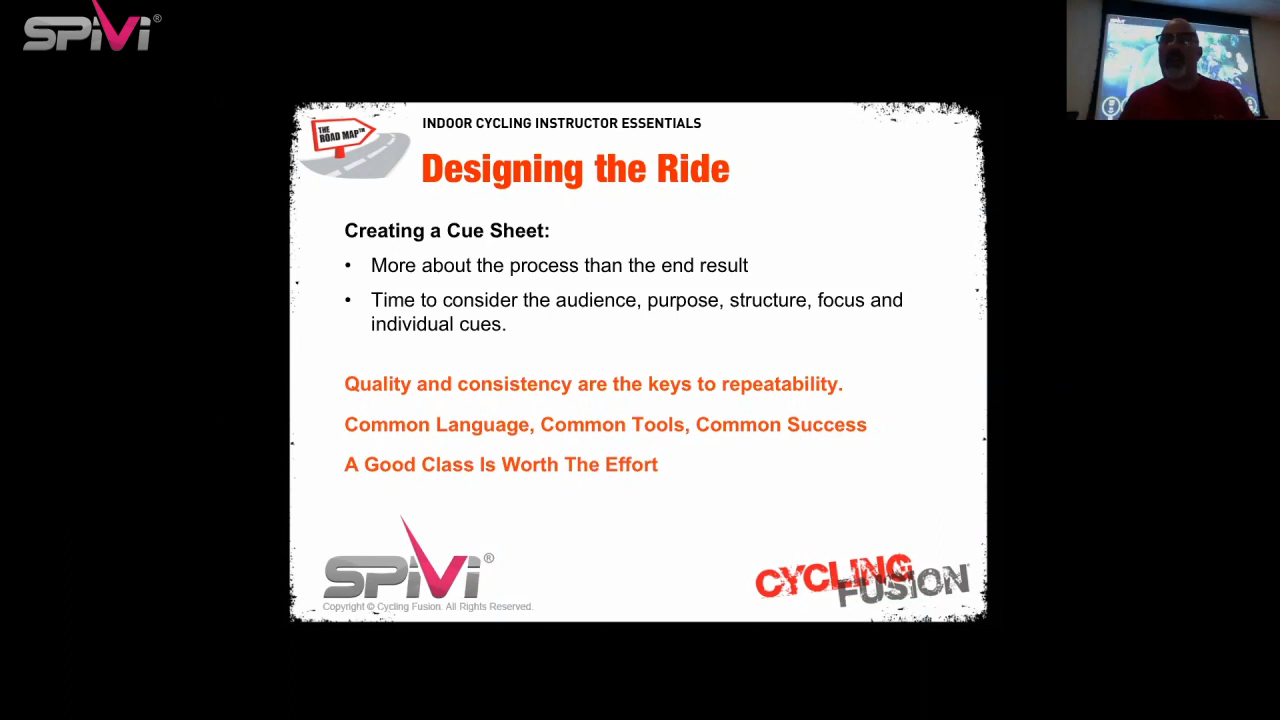 SPiVi®
THE
ROAD MAP™
INDOOR CYCLING INSTRUCTOR ESSENTIALS
Designing the Ride
Creating a Cue Sheet:
• More about the process than the end result
• Time to consider the audience, purpose, structure, focus and
individual cues.
Quality and consistency are the keys to repeatability.
Common Language, Common Tools, Common Success
A Good Class Is Worth The Effort
SPiVi®
CYCLING
FUSION
Copyright © Cycling Fusion. All Rights Reserved.